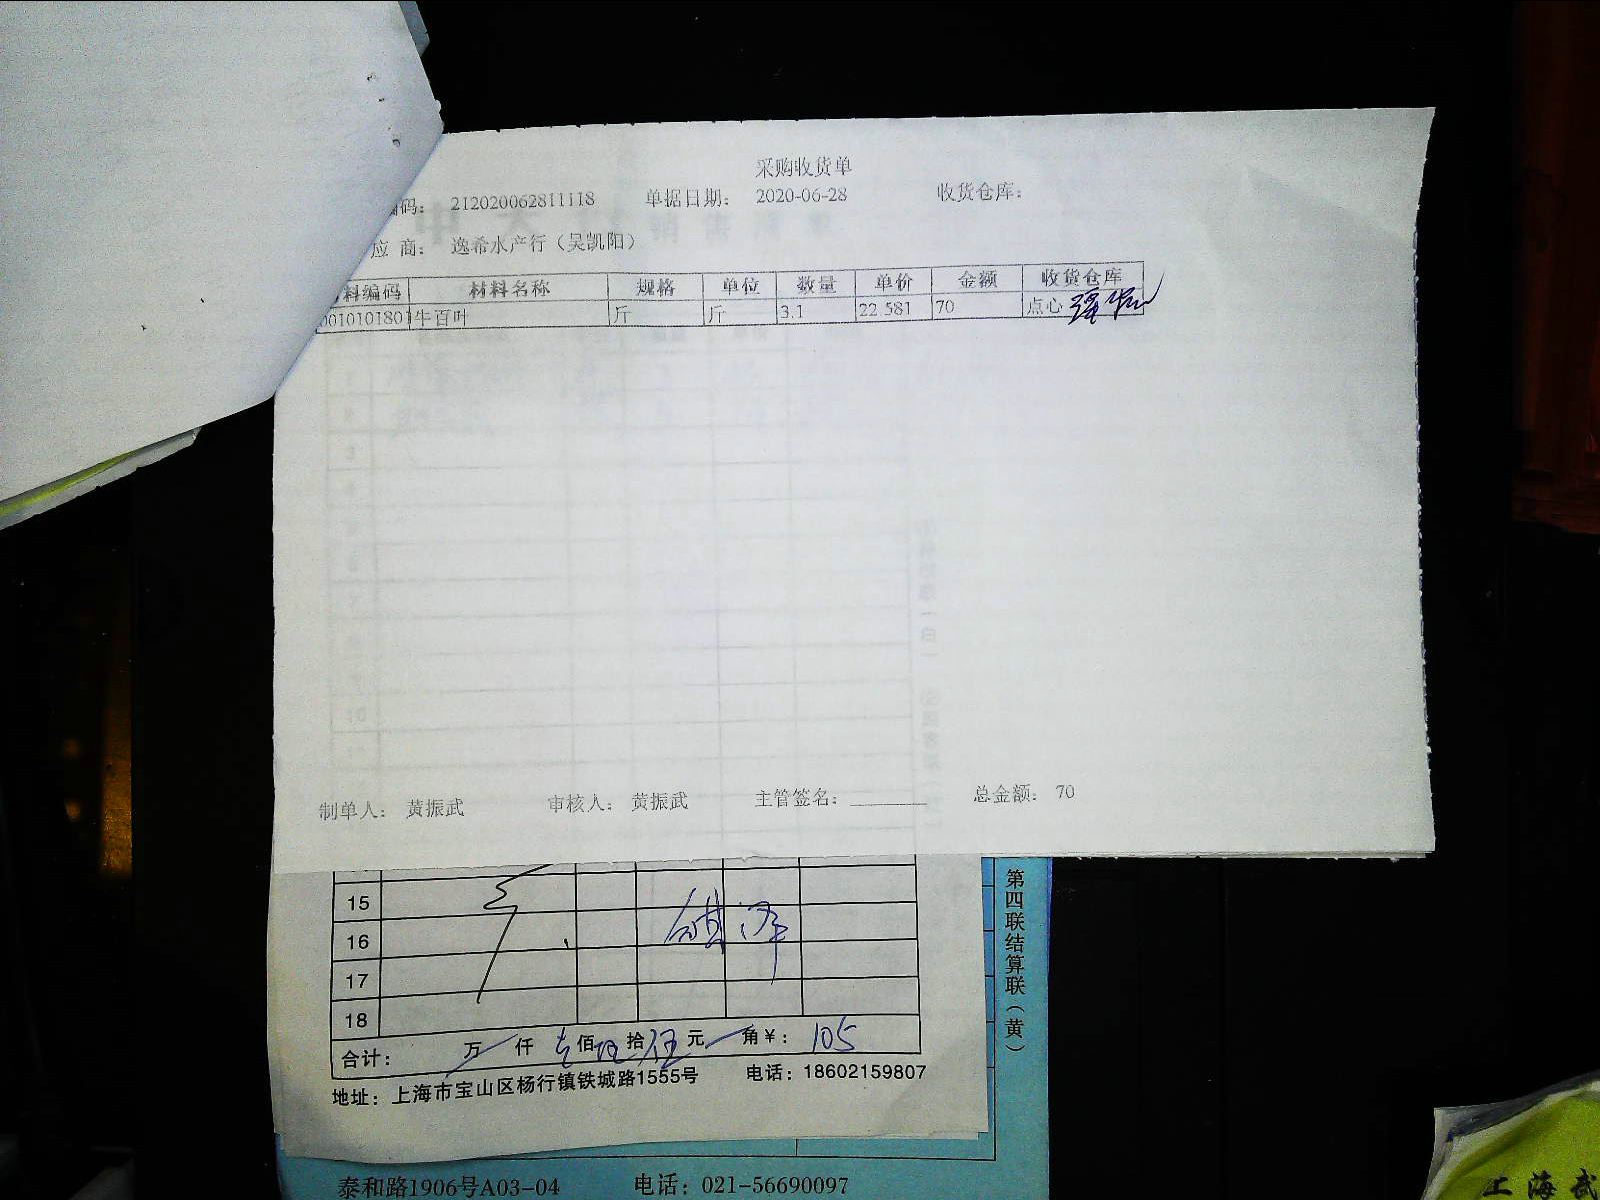 采购收货单
编码： 212020062811118 单据日期： 2020-06-28 收货仓库：
应 商： 逸希水产行（吴凯阳）
料编码 材料名称 规格 单位 数量 单价 金额 收货仓库
0010101801 牛百叶 斤 斤 3.1 22.581 70 点心
制单人： 黄振武 审核人： 黄振武 主管签名： 总金额： 70
15
16
17
18
合计： 万 仟 佰 拾 伍 元 角￥： 105
地址：上海市宝山区杨行镇铁城路1555号 电话：18602159807
第四联结算联（黄）
泰和路1906号A03-04 电话：021-56690097
上海武